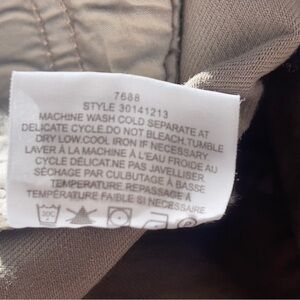 7688
STYLE 30141213
MACHINE WASH COLD SEPARATE AT
DELICATE CYCLE.DO NOT BLEACH.TUMBLE
DRY LOW.COOL IRON IF NECESSARY
LAVER À LA MACHINE À L'EAU FROIDE AU
CYCLE DÉLICAT.NE PAS JAVELLISER
SÉCHAGE PAR CULBUTAGE À BASSE
TEMPERATURE REPASSAGE À
TEMPÉRATURE FAIBLE SI NÉCESSAIRE
30C